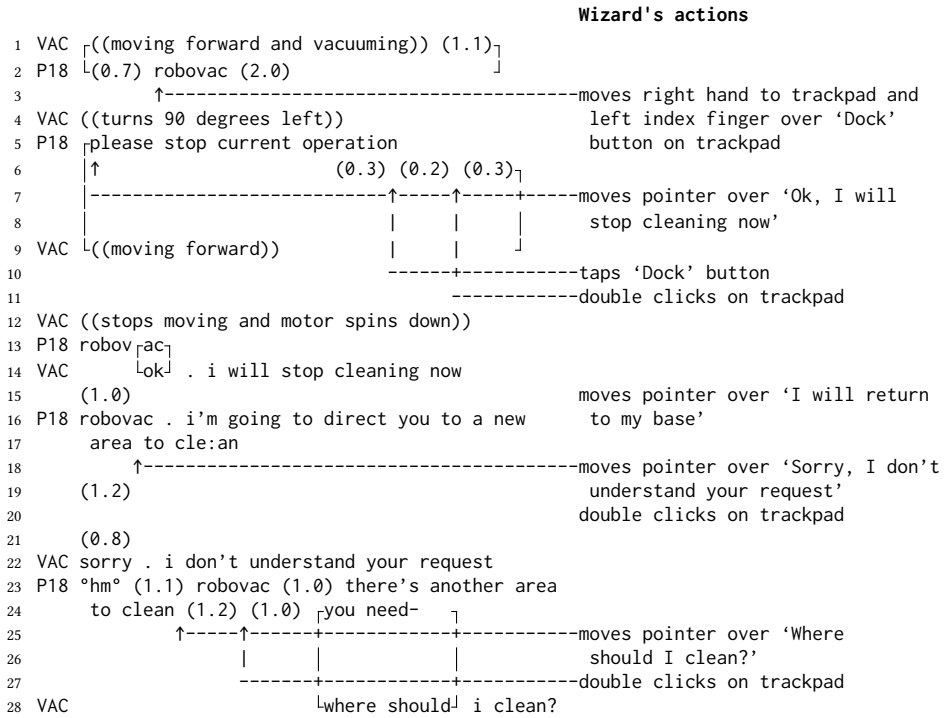 Wizard's actions
1 VAC ┌((moving forward and vacuuming)) (1.1)┐
2 P18 └(0.7) robovac (2.0) ┘
3 ↑---------------------------------------moves right hand to trackpad and
4 VAC ((turns 90 degrees left)) left index finger over ‘Dock’
5 P18 ┌please stop current operation button on trackpad
6 │↑ (0.3) (0.2) (0.3)┐
7 |----------------------------↑-----↑-----+-----moves pointer over ‘Ok, I will
8 │ | | │ stop cleaning now’
9 VAC └((moving forward)) | | ┘
10 ------+-----------taps ‘Dock’ button
11 ------------double clicks on trackpad
12 VAC ((stops moving and motor spins down))
13 P18 robov┌ac┐
14 VAC └ok┘ . i will stop cleaning now
15 (1.0) moves pointer over ‘I will return
16 P18 robovac . i’m going to direct you to a new to my base’
17 area to cle:an
18 ↑-----------------------------------------moves pointer over ‘Sorry, I don’t
19 (1.2) understand your request’
20 double clicks on trackpad
21 (0.8)
22 VAC sorry . i don’t understand your request
23 P18 °hm° (1.1) robovac (1.0) there’s another area
24 to clean (1.2) (1.0) ┌you need- ┐
25 ↑-----↑------+------------+-----------moves pointer over ‘Where
26 | │ │ should I clean?’
27 -------+------------+-----------double clicks on trackpad
28 VAC └where should┘ i clean?